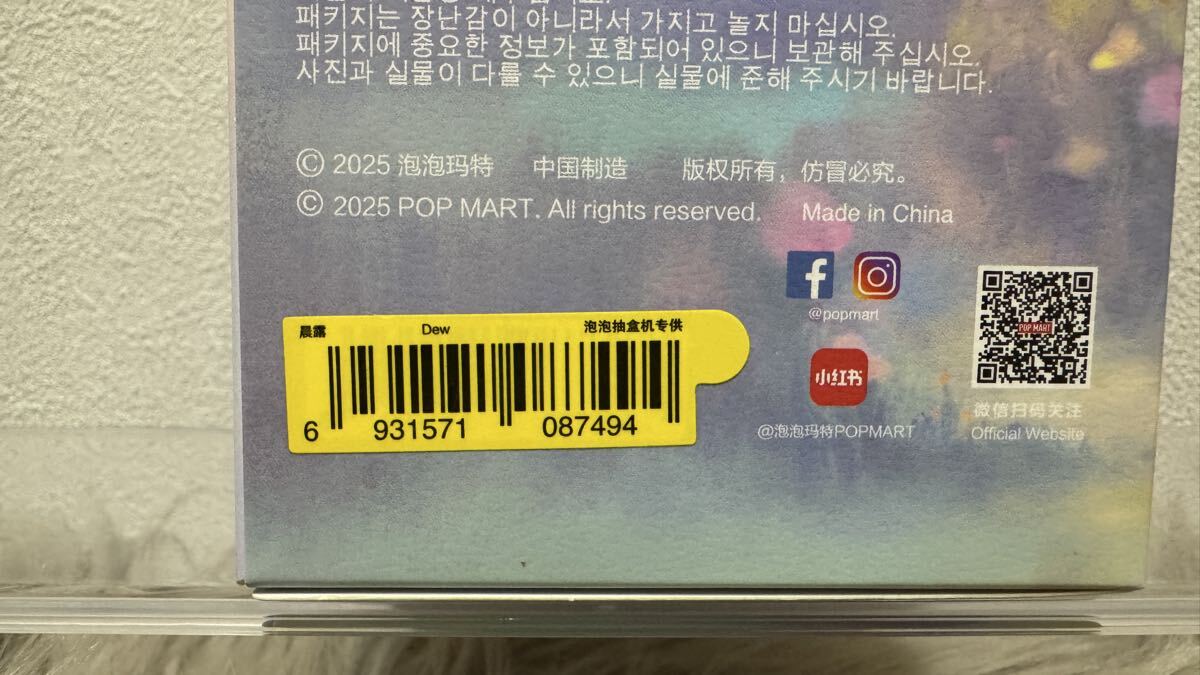 패키지는 장난감이 아니라서 가지고 놀지 마십시오.
패키지에 중요한 정보가 포함되어 있으니 보관해 주십시오.
사진과 실물이 다를 수 있으니 실물에 준해 주시기 바랍니다.
© 2025 泡泡玛特 中国制造 版权所有，仿冒必究。
© 2025 POP MART. All rights reserved. Made in China
@popmart
晨露 Dew 泡泡抽盒机专供
6 931571 087494
小红书
POP MART
@泡泡玛特POPMART
微信扫码关注
Official Website